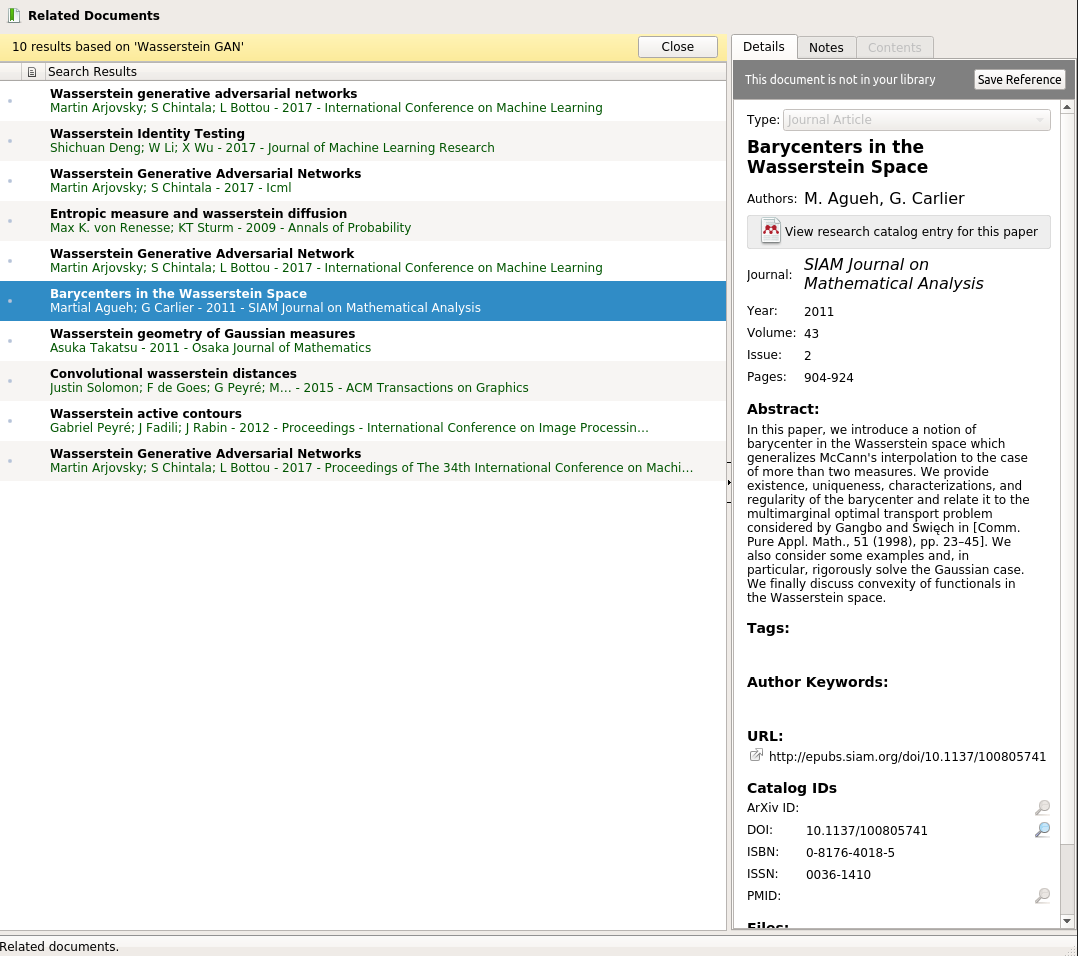 Related Documents
10 results based on 'Wasserstein GAN'
Close
Search Results
Wasserstein generative adversarial networks
Martin Arjovsky; S Chintala; L Bottou - 2017 - International Conference on Machine Learning
Wasserstein Identity Testing
Shichuan Deng; W Li; X Wu - 2017 - Journal of Machine Learning Research
Wasserstein Generative Adversarial Networks
Martin Arjovsky; S Chintala - 2017 - Icml
Entropic measure and wasserstein diffusion
Max K. von Renesse; KT Sturm - 2009 - Annals of Probability
Wasserstein Generative Adversarial Network
Martin Arjovsky; S Chintala; L Bottou - 2017 - International Conference on Machine Learning
Barycenters in the Wasserstein Space
Martial Agueh; G Carlier - 2011 - SIAM Journal on Mathematical Analysis
Wasserstein geometry of Gaussian measures
Asuka Takatsu - 2011 - Osaka Journal of Mathematics
Convolutional wasserstein distances
Justin Solomon; F de Goes; G Peyré; M... - 2015 - ACM Transactions on Graphics
Wasserstein active contours
Gabriel Peyré; J Fadili; J Rabin - 2012 - Proceedings - International Conference on Image Processin...
Wasserstein Generative Adversarial Networks
Martin Arjovsky; S Chintala; L Bottou - 2017 - Proceedings of The 34th International Conference on Machi...
Details Notes Contents
This document is not in your library Save Reference
Type: Journal Article
Barycenters in the
Wasserstein Space
Authors: M. Agueh, G. Carlier
View research catalog entry for this paper
Journal: SIAM Journal on
Mathematical Analysis
Year: 2011
Volume: 43
Issue: 2
Pages: 904-924
Abstract:
In this paper, we introduce a notion of
barycenter in the Wasserstein space which
generalizes McCann's interpolation to the case
of more than two measures. We provide
existence, uniqueness, characterizations, and
regularity of the barycenter and relate it to the
multimarginal optimal transport problem
considered by Gangbo and Święch in [Comm.
Pure Appl. Math., 51 (1998), pp. 23–45]. We
also consider some examples and, in
particular, rigorously solve the Gaussian case.
We finally discuss convexity of functionals in
the Wasserstein space.
Tags:
Author Keywords:
URL:
http://epubs.siam.org/doi/10.1137/100805741
Catalog IDs
ArXiv ID:
DOI: 10.1137/100805741
ISBN: 0-8176-4018-5
ISSN: 0036-1410
PMID:
Files:
Related documents.